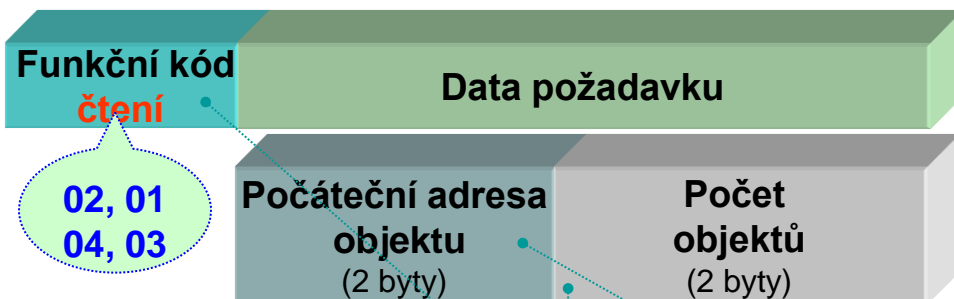 Funkční kód
čtení
Data požadavku
02, 01
04, 03
Počáteční adresa
objektu
(2 byty)
Počet
objektů
(2 byty)